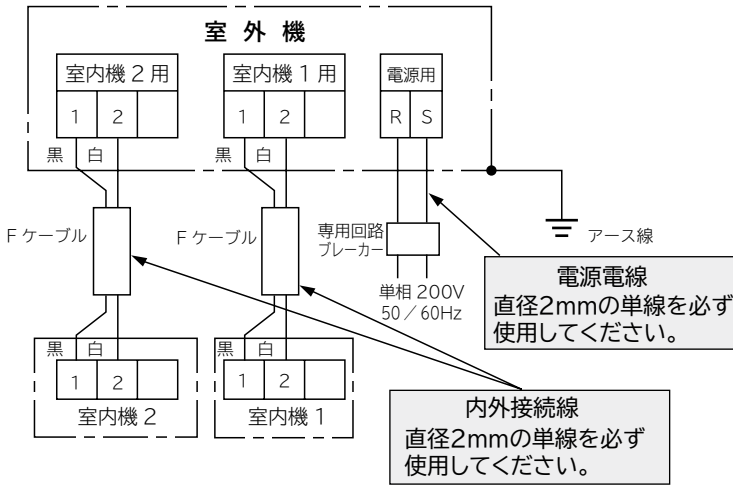 室 外 機
室内機 2 用
室内機 1 用
電源用
1 2
1 2
R S
黒 白
黒 白
F ケーブル
F ケーブル
専用回路
ブレーカー
アース線
単相 200V
50 / 60Hz
電源電線
直径2mmの単線を必ず
使用してください。
黒 白
黒 白
1 2
1 2
室内機 2
室内機 1
内外接続線
直径2mmの単線を必ず
使用してください。